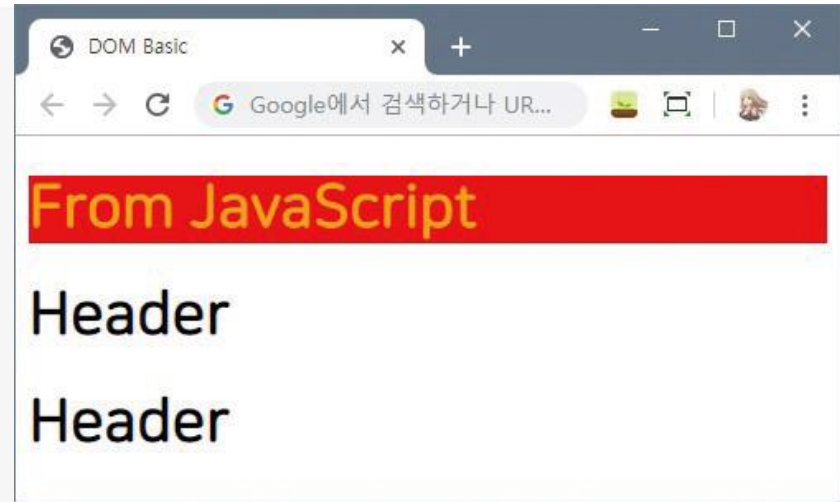 DOM Basic
Google에서 검색하거나 UR...
From JavaScript
Header
Header